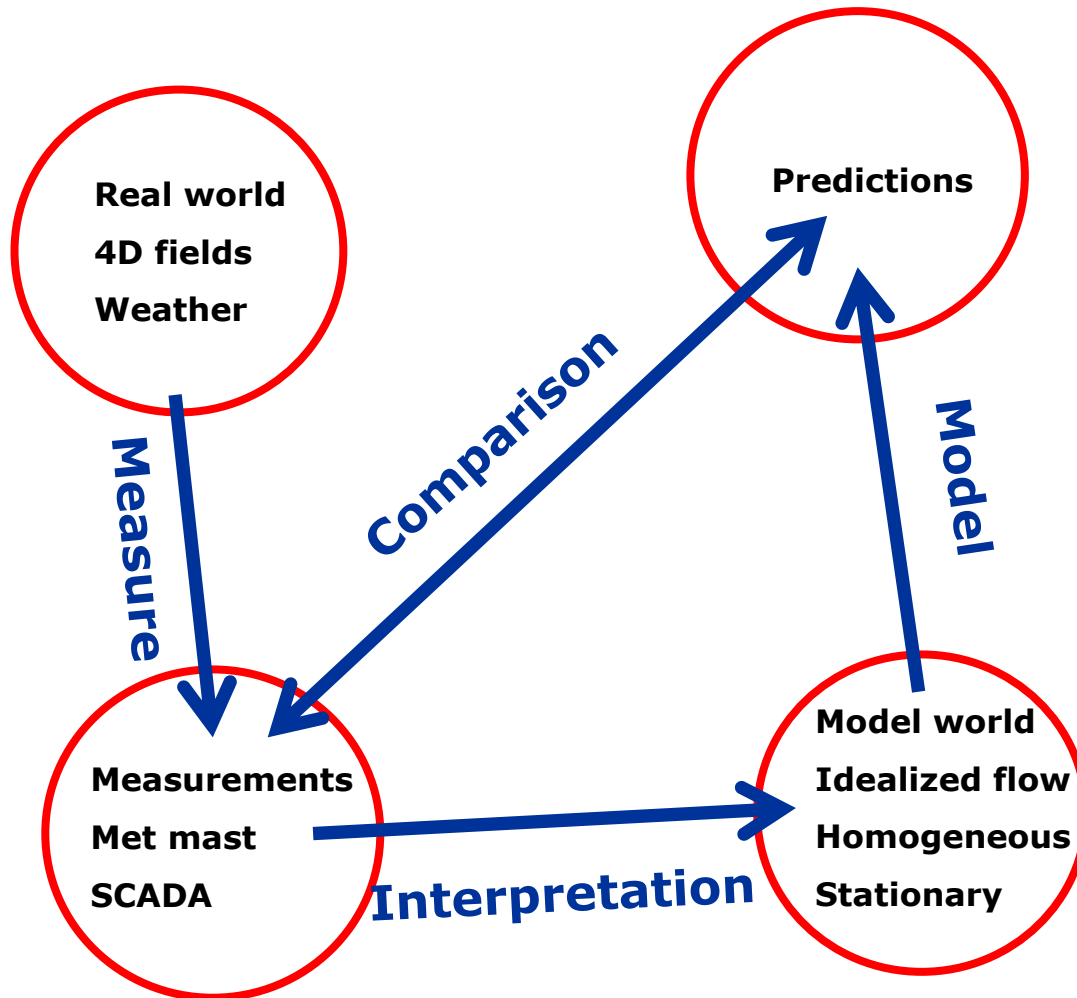 Real world
4D fields
Weather
Predictions
Measure
Comparison
Model
Measurements
Met mast
SCADA
Interpretation
Model world
Idealized flow
Homogeneous
Stationary